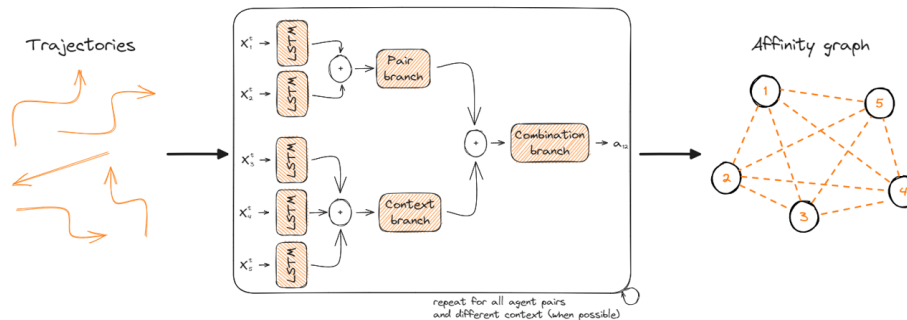 Trajectories
X₁ᵗ
LSTM
X₂ᵗ
LSTM
+
Pair
branch
X₃ᵗ
LSTM
X₄ᵗ
LSTM
X₅ᵗ
LSTM
+
Context
branch
+
Combination
branch
a₁₂
repeat for all agent pairs
and different context (when possible)
Affinity graph
1
5
2
4
3